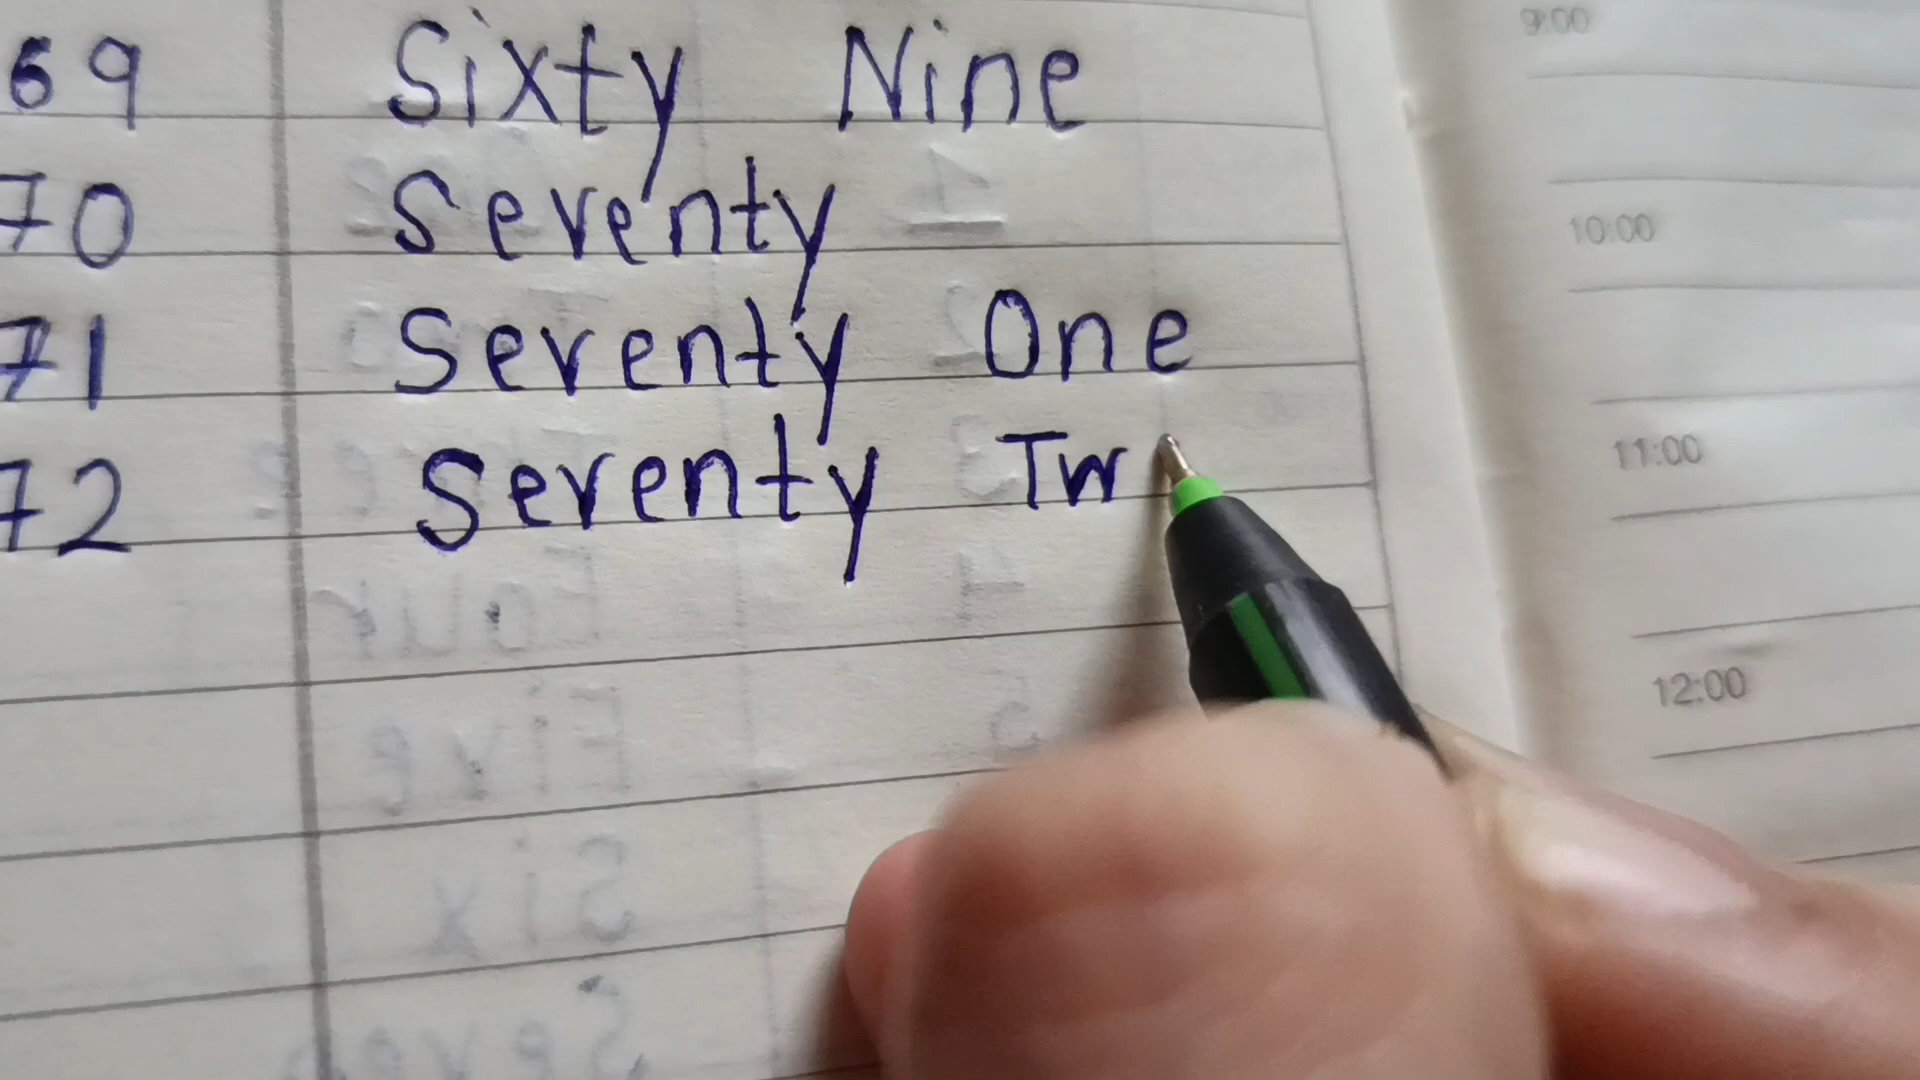 69 Sixty Nine
70 Seventy
71 Seventy One
72 Seventy Tw
9:00
10:00
11:00
12:00